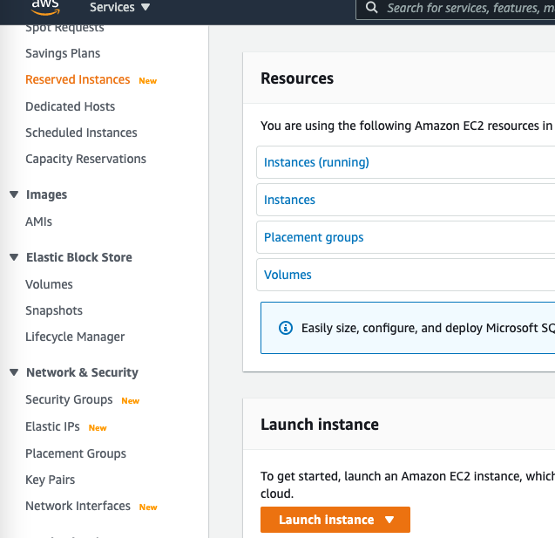 aws
Services ▼
Search for services, features, m
Spot Requests
Savings Plans
Reserved Instances New
Dedicated Hosts
Scheduled Instances
Capacity Reservations
▼ Images
AMIs
▼ Elastic Block Store
Volumes
Snapshots
Lifecycle Manager
▼ Network & Security
Security Groups New
Elastic IPs New
Placement Groups
Key Pairs
Network Interfaces New
Resources
You are using the following Amazon EC2 resources in
Instances (running)
Instances
Placement groups
Volumes
Easily size, configure, and deploy Microsoft SQ
Launch instance
To get started, launch an Amazon EC2 instance, which
cloud.
Launch instance ▼